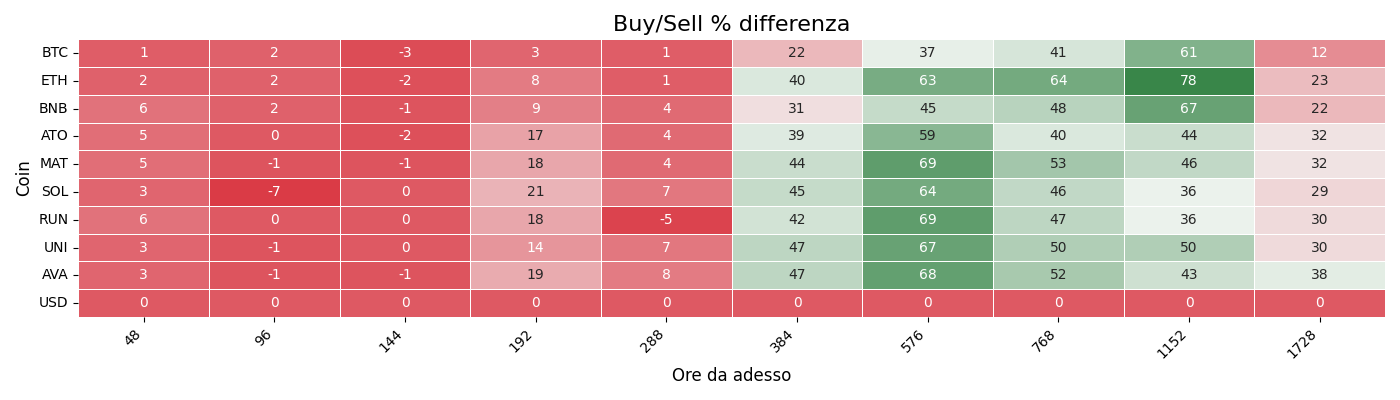 Buy/Sell % differenza
BTC 1 2 -3 3 1 22 37 41 61 12
ETH 2 2 -2 8 1 40 63 64 78 23
BNB 6 2 -1 9 4 31 45 48 67 22
ATO 5 0 -2 17 4 39 59 40 44 32
MAT 5 -1 -1 18 4 44 69 53 46 32
SOL 3 -7 0 21 7 45 64 46 36 29
RUN 6 0 0 18 -5 42 69 47 36 30
UNI 3 -1 0 14 7 47 67 50 50 30
AVA 3 -1 -1 19 8 47 68 52 43 38
USD 0 0 0 0 0 0 0 0 0 0
48 96 144 192 288 384 576 768 1152 1728
Ore da adesso
Coin